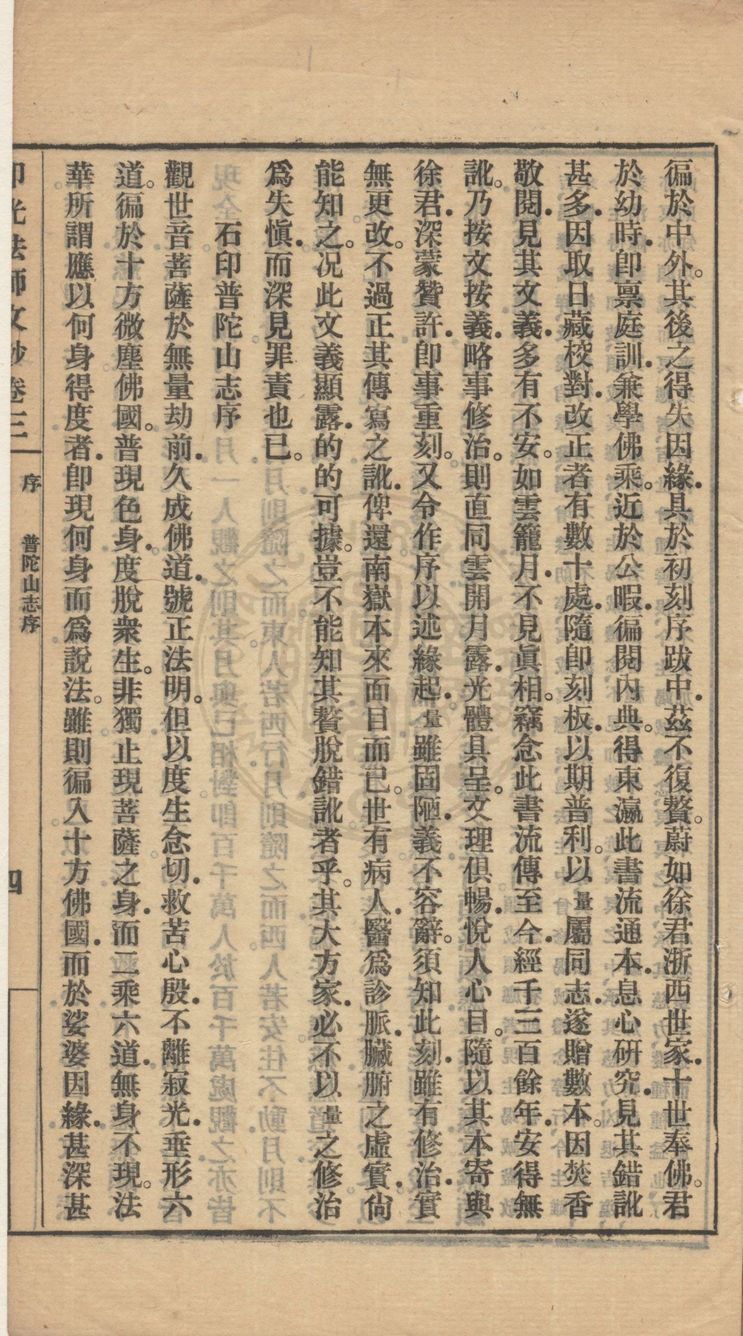 徧於中外。其後之得失因緣。具於初刻序跋中。茲不復贅。蔚如徐君浙西世家。十世奉佛。君
於幼時。卽禀庭訓。兼學佛乘。近於公暇。徧閱內典。得東瀛此書流通本。息心硏究。見其錯訛
甚多。因取日藏校對。改正者有數十處。隨卽刻板。以期普利。以量屬同志。遂贈數本。因焚香
敬閱。見其文義多有不安。如雲籠月。不見眞相。竊念此書流傳至今。經千三百餘年。安得無
訛。乃按文按義。略事修治。則直同雲開月露。光體具呈。文理俱暢。悅人心目。隨以其本寄與
徐君。深蒙贊許。卽事重刻。又令作序以述緣起。量雖固陋。義不容辭。須知此刻。雖有修治。實
無更改。不過正其傳寫之訛。俾還南嶽本來面目而已。世有病人。醫爲診脈。臟腑之虛實。尙
能知之。況此文義顯露。的的可據。豈不能知其贅脫錯訛者乎。其大方家。必不以量之修治
爲失愼。而深見罪責也已。
石印普陀山志序
觀世音菩薩於無量劫前。久成佛道。號正法明。但以度生念切。救苦心殷。不離寂光。垂形六
道。徧於十方微塵佛國。普現色身。度脫衆生。非獨止現菩薩之身。而二乘六道。無身不現。法
華所謂應以何身得度者。卽現何身而爲說法。雖則徧入十方佛國。而於娑婆因緣。甚深甚
印光法師文鈔卷三 序 普陀山志序 四